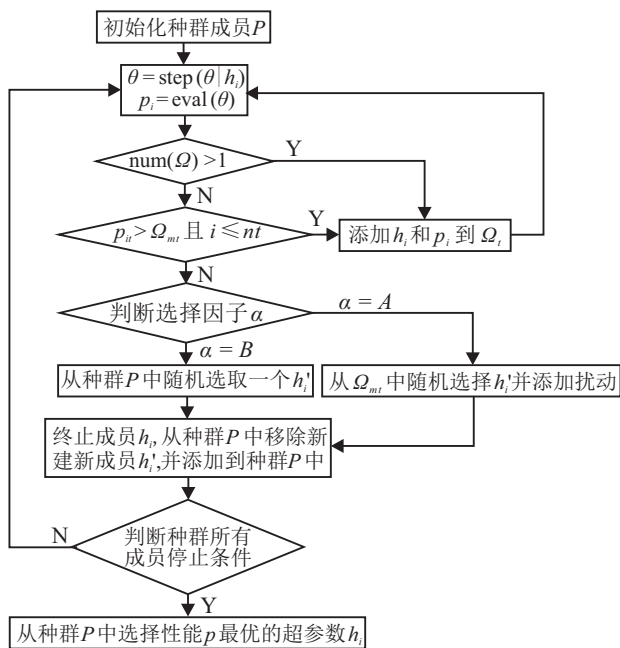 初始化种群成员P
θ=step(θ|hᵢ)
pᵢ=eval(θ)
num(Ω)>1
Y
N
pᵢₜ>Ωₘₜ且 i≤nt
Y
添加hᵢ和pᵢ到 Ωₜ
N
判断选择因子α
α=A
α=B
从种群P中随机选取一个hᵢ'
从Ωₘₜ中随机选择hᵢ'并添加扰动
终止成员hᵢ,从种群P中移除新
建新成员hᵢ',并添加到种群P中
N
判断种群所有
成员停止条件
Y
从种群P中选择性能p最优的超参数hᵢ